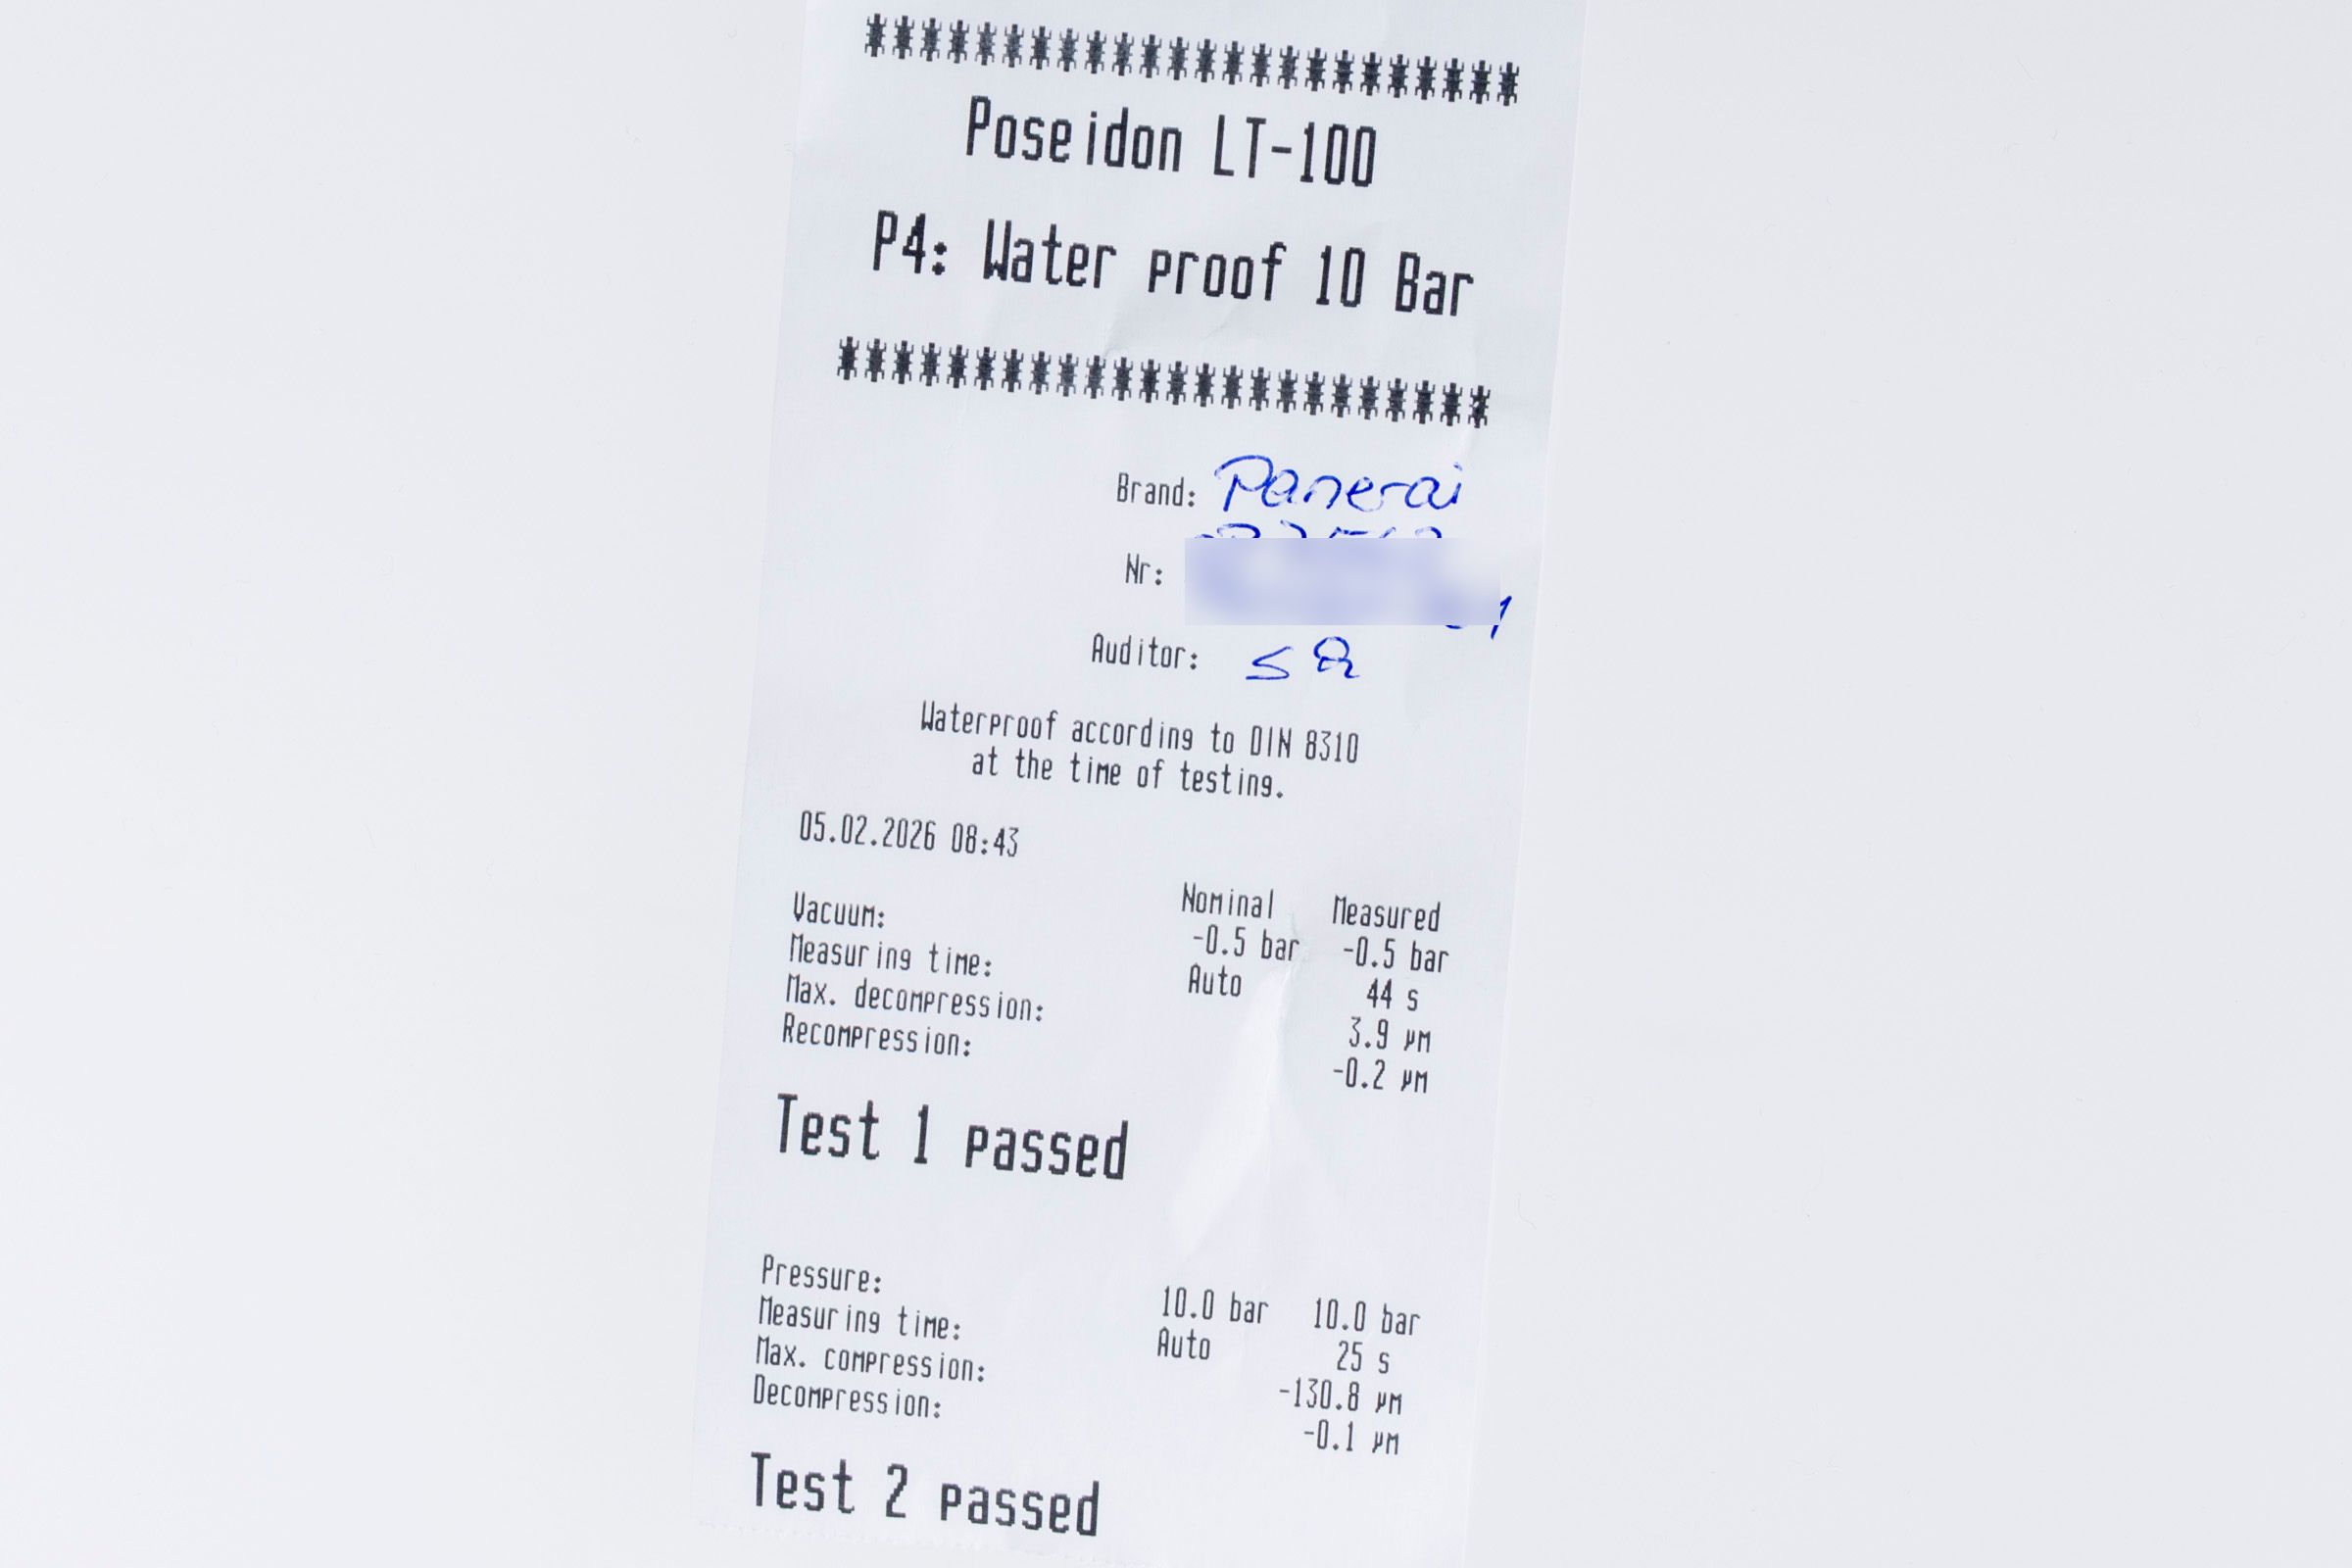 ************************
Poseidon LT-100
P4: Water proof 10 Bar
************************
Brand: Panerai
Nr:
Auditor: SR
Waterproof according to DIN 8310
at the time of testing.
05.02.2026 08:43
Nominal Measured
Vacuum: -0.5 bar -0.5 bar
Measuring time: Auto 44 s
Max. decompression: 3.9 µm
Recompression: -0.2 µm
Test 1 passed
Pressure: 10.0 bar 10.0 bar
Measuring time: Auto 25 s
Max. compression: -130.8 µm
Decompression: -0.1 µm
Test 2 passed